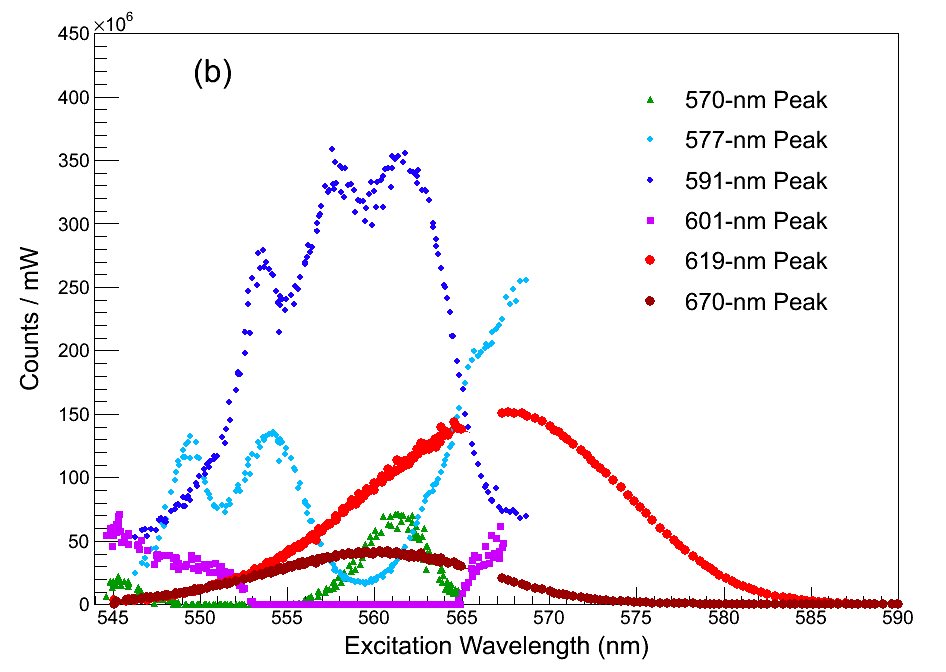 ×10⁶
450
400
350
300
250
200
150
100
50
0
Counts / mW
(b)
570-nm Peak
577-nm Peak
591-nm Peak
601-nm Peak
619-nm Peak
670-nm Peak
545 550 555 560 565 570 575 580 585 590
Excitation Wavelength (nm)